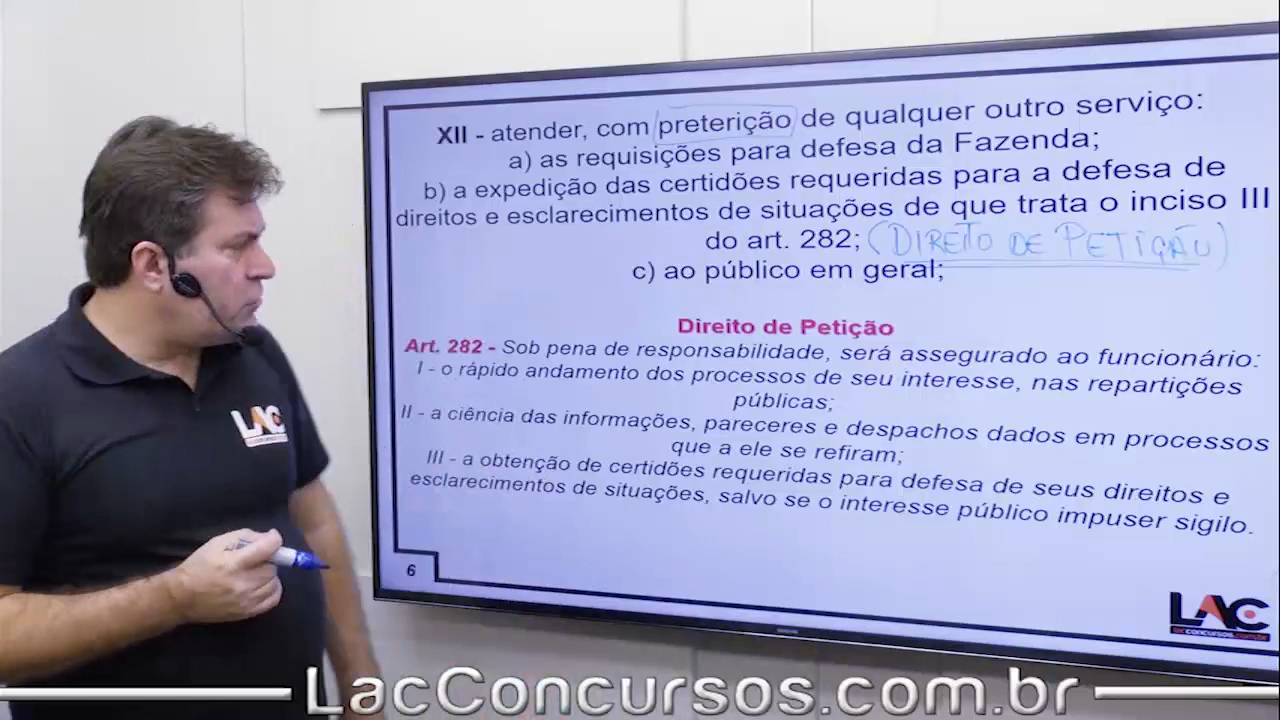 XII - atender, com preterição de qualquer outro serviço:
a) as requisições para defesa da Fazenda;
b) a expedição das certidões requeridas para a defesa de
direitos e esclarecimentos de situações de que trata o inciso III
do art. 282; (DIREITO DE PETIÇÃO)
c) ao público em geral;
Direito de Petição
Art. 282 - Sob pena de responsabilidade, será assegurado ao funcionário:
I - o rápido andamento dos processos de seu interesse, nas repartições
públicas;
II - a ciência das informações, pareceres e despachos dados em processos
que a ele se refiram;
III - a obtenção de certidões requeridas para defesa de seus direitos e
esclarecimentos de situações, salvo se o interesse público impuser sigilo.
6
LAC
lacconcursos.com.br
LAC
LacConcursos.com.br